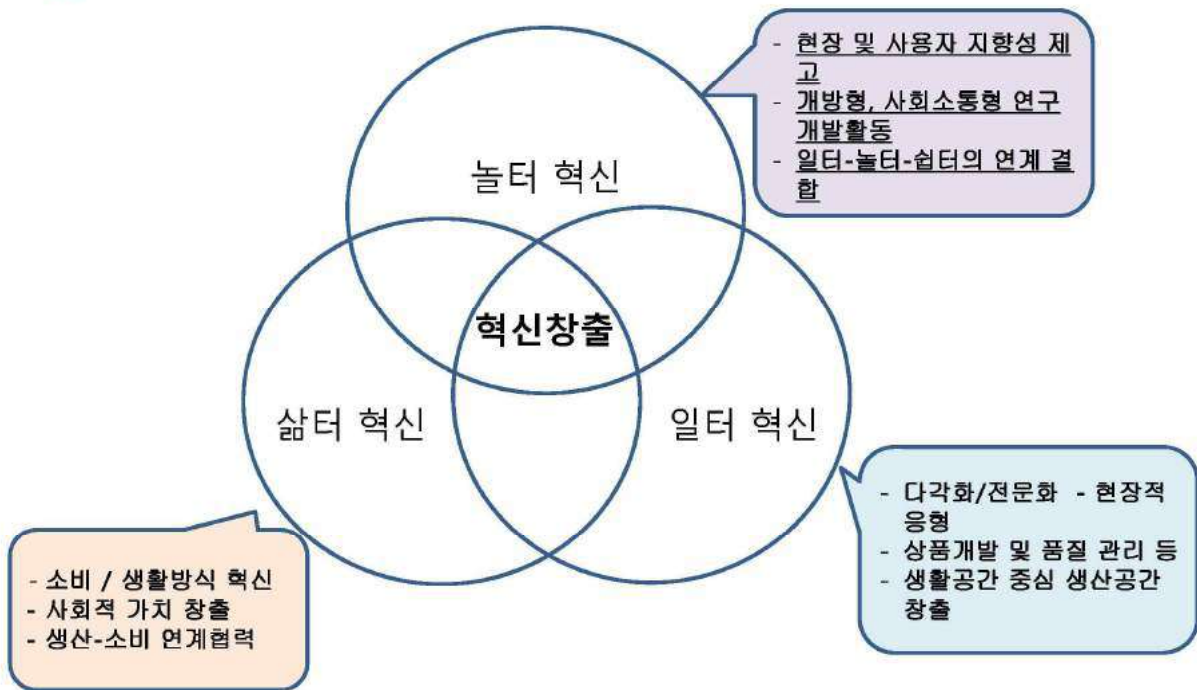 - 현장 및 사용자 지향성 제
고
- 개방형, 사회소통형 연구
개발활동
- 일터-놀터-쉼터의 연계 결
합
놀터 혁신
혁신창출
삶터 혁신
일터 혁신
- 다각화/전문화 - 현장적
응형
- 상품개발 및 품질 관리 등
- 생활공간 중심 생산공간
창출
- 소비 / 생활방식 혁신
- 사회적 가치 창출
- 생산-소비 연계협력